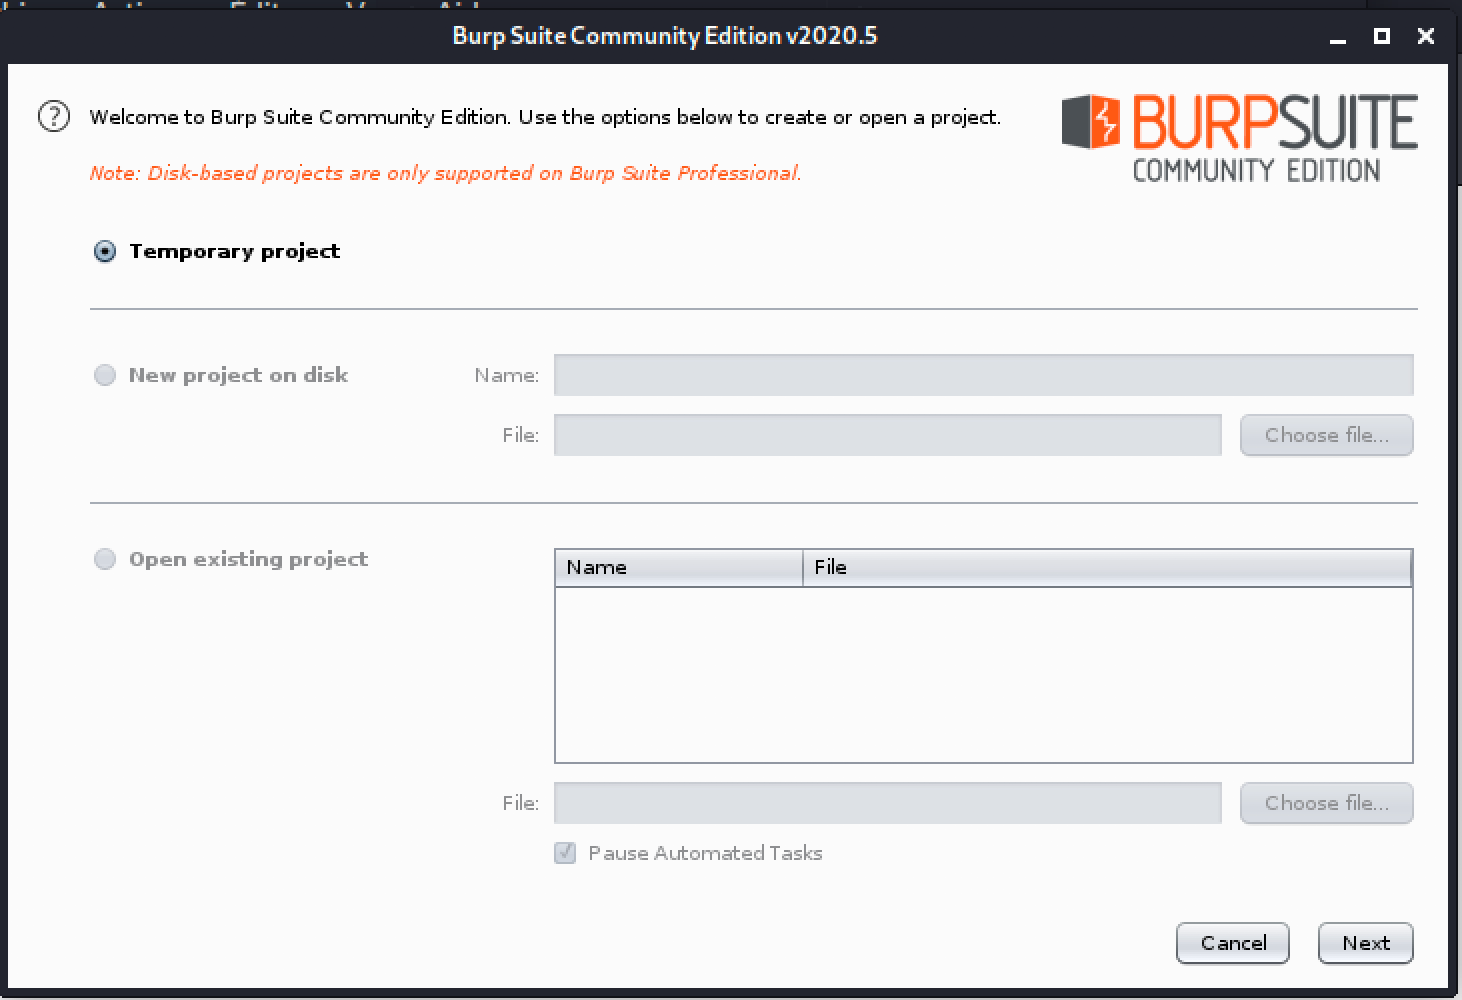 Burp Suite Community Edition v2020.5
Welcome to Burp Suite Community Edition. Use the options below to create or open a project.
BURPSUITE
COMMUNITY EDITION
Note: Disk-based projects are only supported on Burp Suite Professional.
Temporary project
New project on disk
Name:
File:
Choose file...
Open existing project
Name
File
File:
Choose file...
Pause Automated Tasks
Cancel
Next